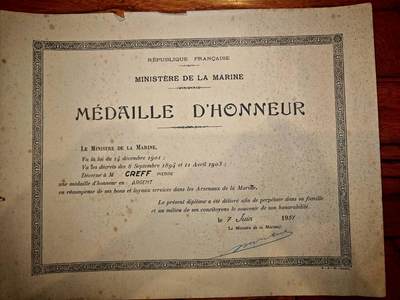 RÉPUBLIQUE FRANÇAISE
MINISTÈRE DE LA MARINE
MÉDAILLE D'HONNEUR
LE MINISTRE DE LA MARINE,
Vu la loi du 14 décembre 1901 ;
Vu les décrets des 8 Septembre 1894 et 11 Avril 1903 ;
Décerne à M CREFF PIERRE
une médaille d'honneur en ARGENT
en récompense de ses bons et loyaux services dans les Arsenaux de la Marine.
Le présent diplôme a été délivré afin de perpétuer dans sa famille
et au milieu de ses concitoyens le souvenir de son honorabilité.
le 7 Juin
Le Ministre de la Marine,